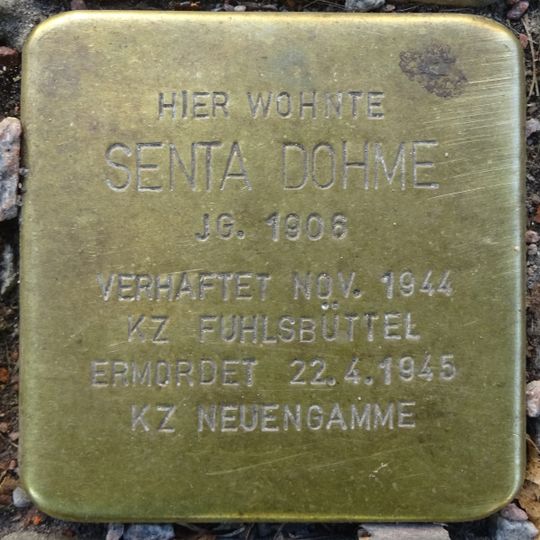 HIER WOHNTE
SENTA DOHME
JG. 1906
VERHAFTET NOV. 1944
KZ FUHLSBÜTTEL
ERMORDET 22.4.1945
KZ NEUENGAMME